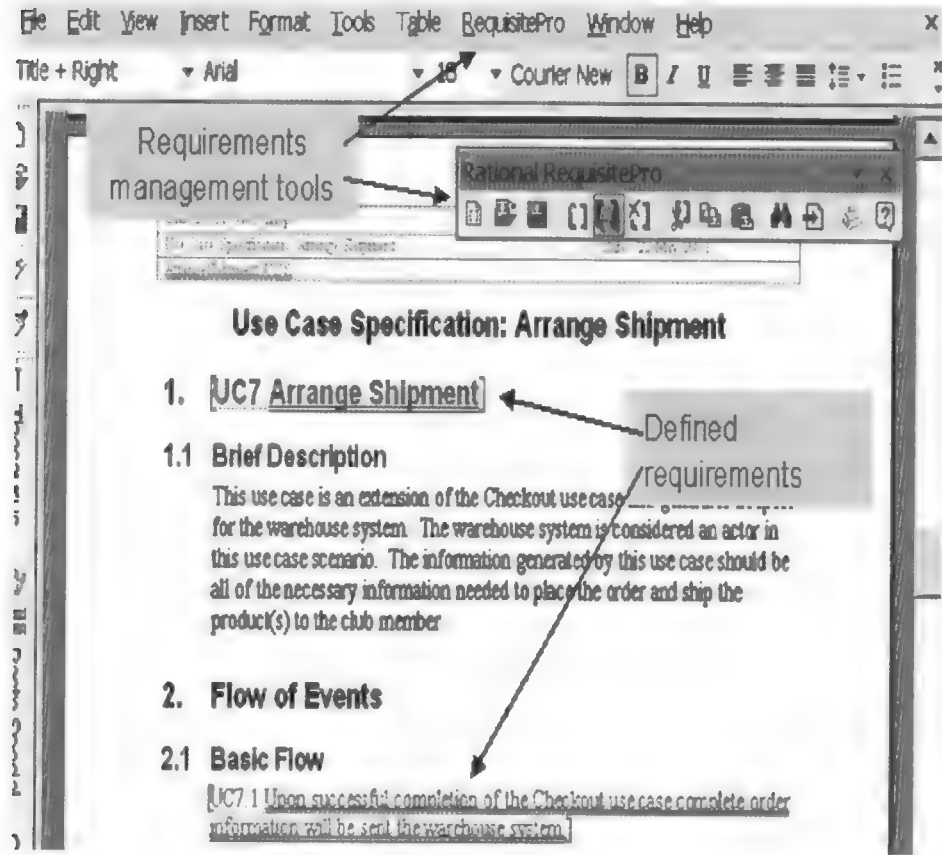 File Edit View Insert Format Tools Table RequisitePro Window Help x
Title + Right Arial 16 Courier New B I U
Requirements
management tools
Rational RequisitePro x
Use Case Specification: Arrange Shipment
1. [UC7 Arrange Shipment]
Defined
requirements
1.1 Brief Description
This use case is an extension of the Checkout use case
for the warehouse system. The warehouse system is considered an actor in
this use case scenario. The information generated by this use case should be
all of the necessary information needed to place the order and ship the
product(s) to the club member
2. Flow of Events
2.1 Basic Flow
[UC7.1 Upon successful completion of the Checkout use case complete order
information will be sent the warehouse system.]